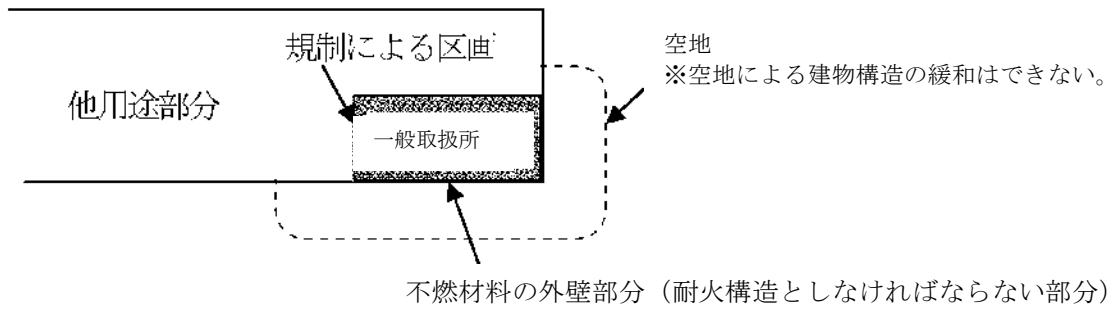 規制による区画
空地
※空地による建物構造の緩和はできない。
他用途部分
一般取扱所
不燃材料の外壁部分（耐火構造としなければならない部分）